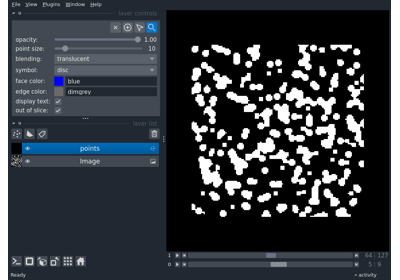 File View Plugins Window Help
layer controls
opacity: 1.00
point size: 10
blending: translucent
symbol: disc
face color: blue
edge color: dimgrey
display text:
out of slice:
layer list
points
Image
1 64 127
0 5 9
Ready activity